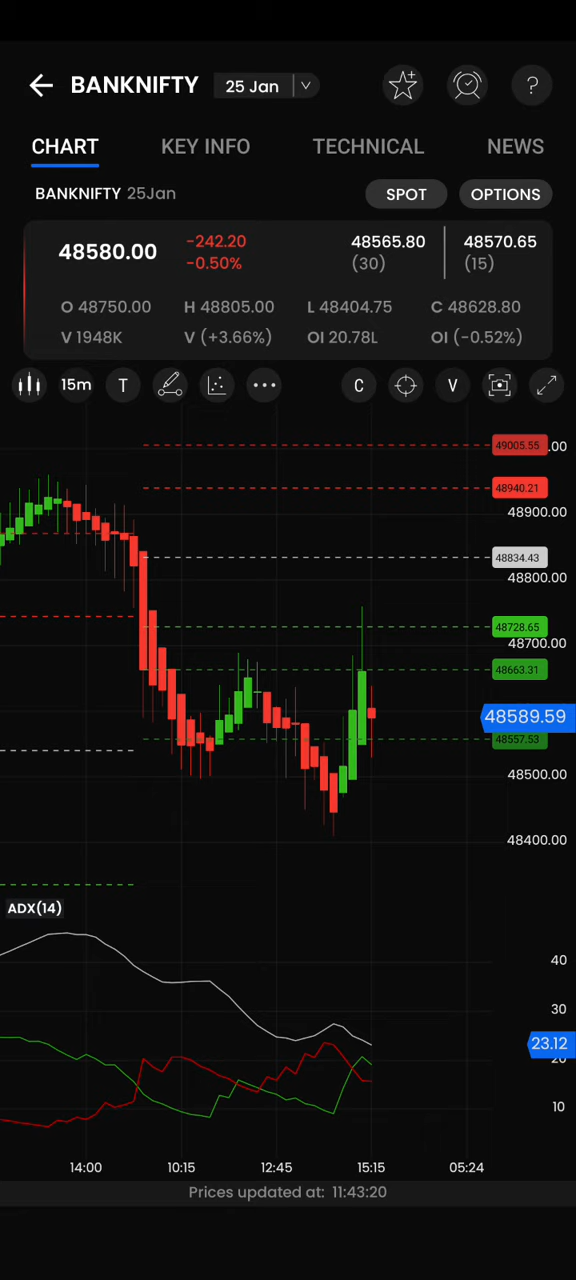 BANKNIFTY 25 Jan
?
CHART KEY INFO TECHNICAL NEWS
BANKNIFTY 25Jan SPOT OPTIONS
48580.00 -242.20 -0.50% 48565.80 (30) 48570.65 (15)
O 48750.00 H 48805.00 L 48404.75 C 48628.80
V 1948K V (+3.66%) OI 20.78L OI (-0.52%)
15m T C V
49005.55 .00
48940.21
48900.00
48834.43
48800.00
48728.65
48700.00
48663.31
48589.59
48557.53
48500.00
48400.00
ADX(14)
40
30
23.12
20
10
14:00 10:15 12:45 15:15 05:24
Prices updated at: 11:43:20